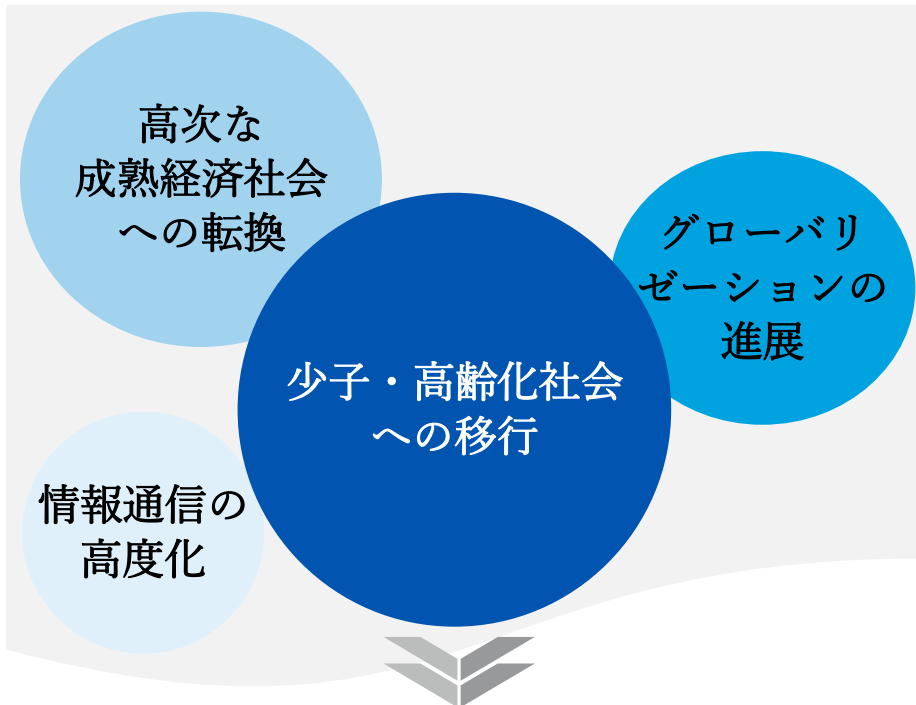 高次な
成熟経済社会
への転換
グローバリ
ゼーションの
進展
少子・高齢化社会
への移行
情報通信の
高度化